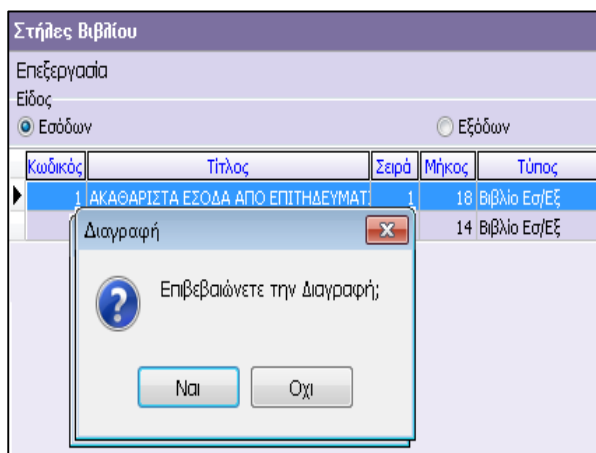 Στήλες Βιβλίου
Επεξεργασία
Είδος
Εσόδων Εξόδων
Κωδικός Τίτλος Σειρά Μήκος Τύπος
1 ΑΚΑΘΑΡΙΣΤΑ ΕΣΟΔΑ ΑΠΟ ΕΠΙΤΗΔΕΥΜΑΤ 1 18 Βιβλίο Εσ/Εξ
14 Βιβλίο Εσ/Εξ
Διαγραφή
Επιβεβαιώνετε την Διαγραφή;
Ναι Οχι